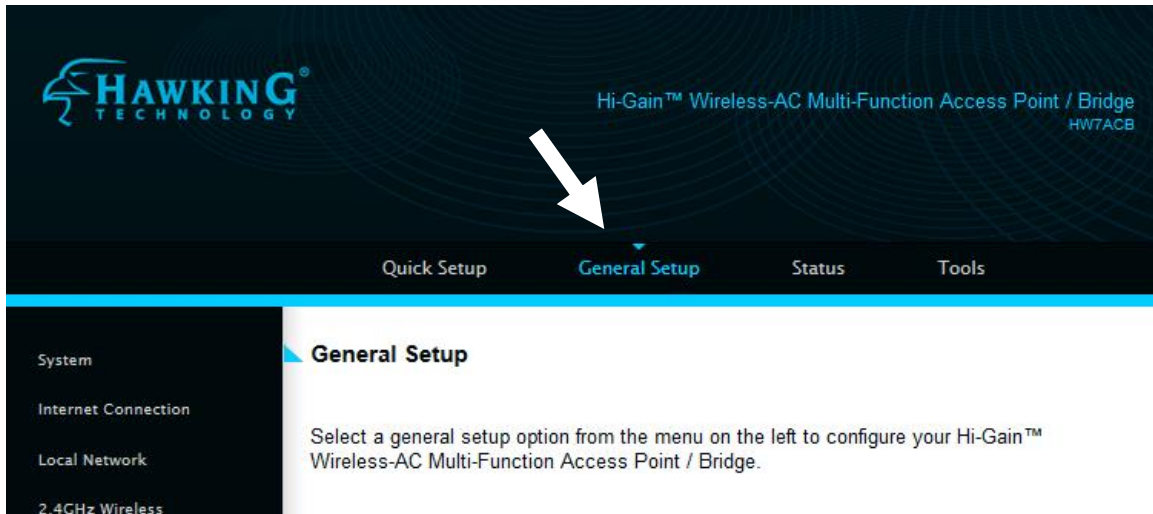 HAWKING®
TECHNOLOGY
Hi-Gain™ Wireless-AC Multi-Function Access Point / Bridge
HW7ACB
Quick Setup General Setup Status Tools
System
Internet Connection
Local Network
2.4GHz Wireless
General Setup
Select a general setup option from the menu on the left to configure your Hi-Gain™
Wireless-AC Multi-Function Access Point / Bridge.